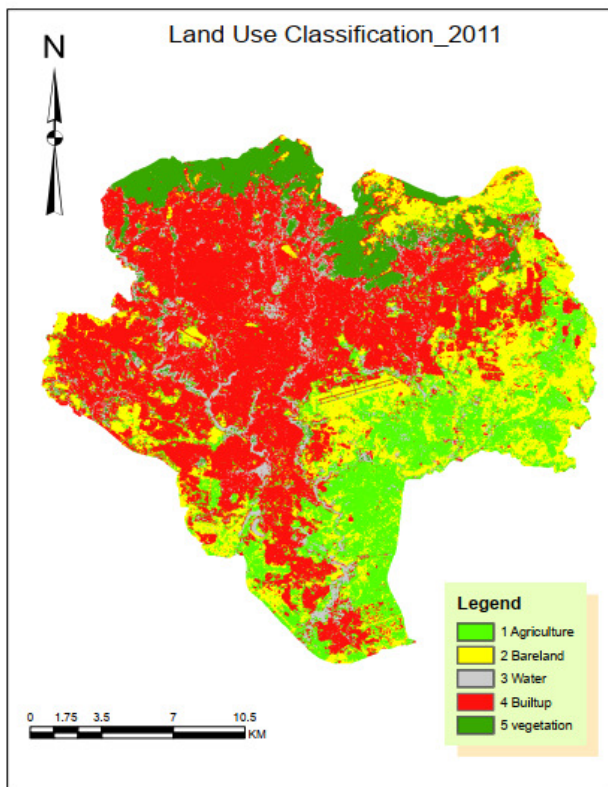 Land Use Classification_2011
N
Legend
1 Agriculture
2 Bareland
3 Water
4 Builtup
5 vegetation
0 1.75 3.5 7 10.5
KM